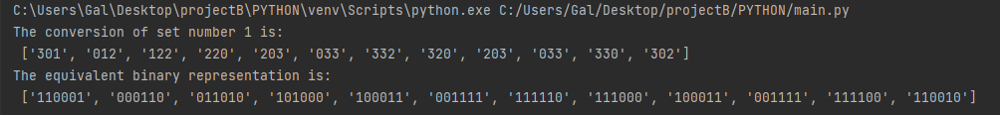 C:\Users\Gal\Desktop\projectB\PYTHON\venv\Scripts\python.exe C:/Users/Gal/Desktop/projectB/PYTHON/main.py
The conversion of set number 1 is:
 ['301', '012', '122', '220', '203', '033', '332', '320', '203', '033', '330', '302']
The equivalent binary representation is:
 ['110001', '000110', '011010', '101000', '100011', '001111', '111110', '111000', '100011', '001111', '111100', '110010']